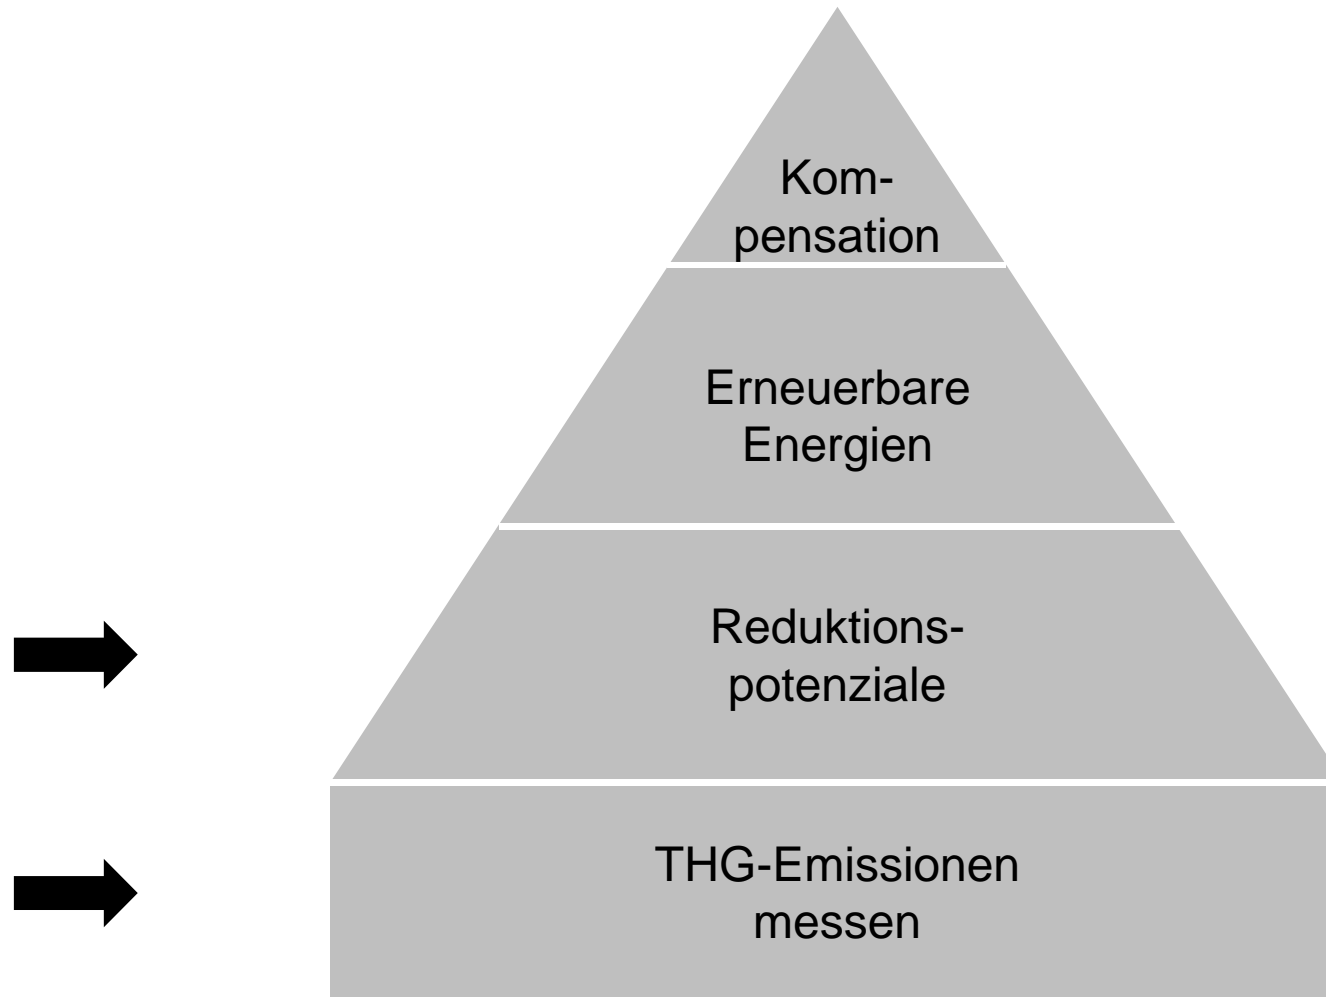 Kom-
pensation
Erneuerbare
Energien
Reduktions-
potenziale
THG-Emissionen
messen